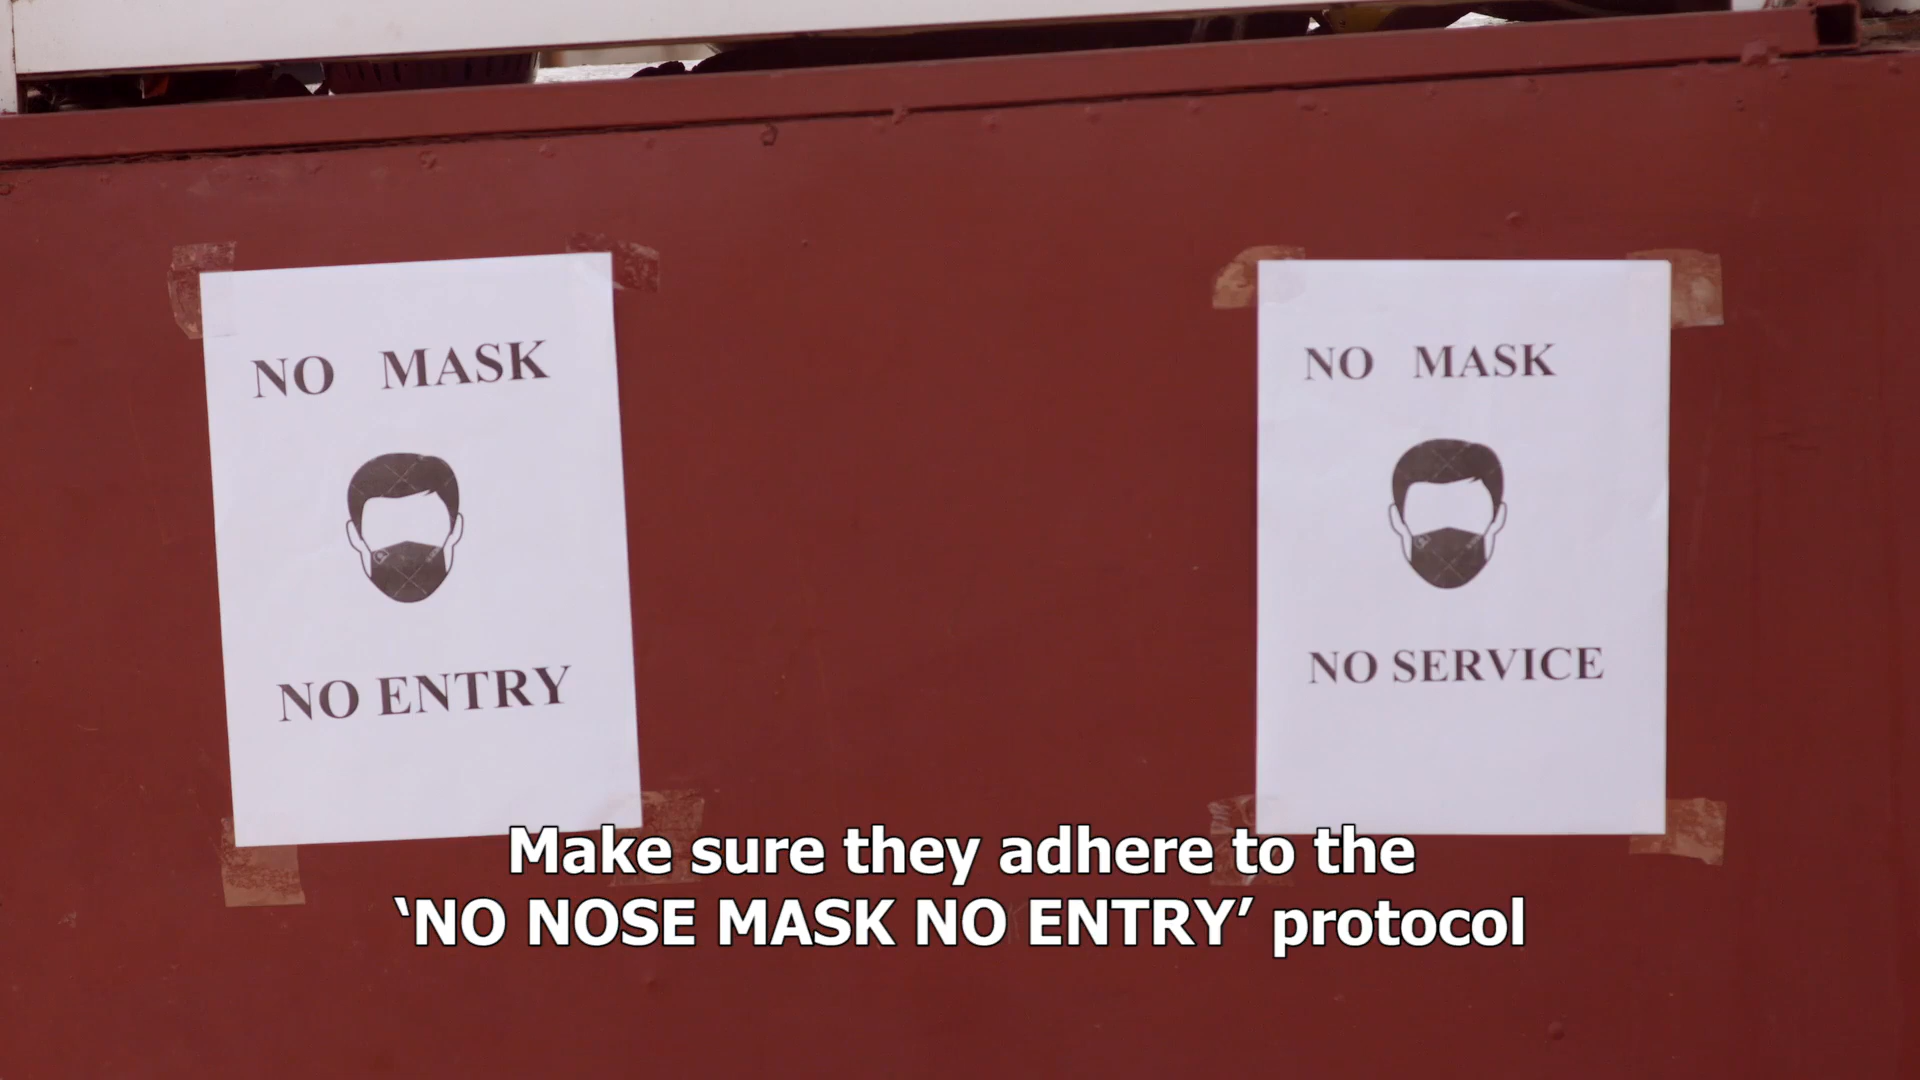 NO MASK
NO ENTRY
NO MASK
NO SERVICE
Make sure they adhere to the
‘NO NOSE MASK NO ENTRY’ protocol